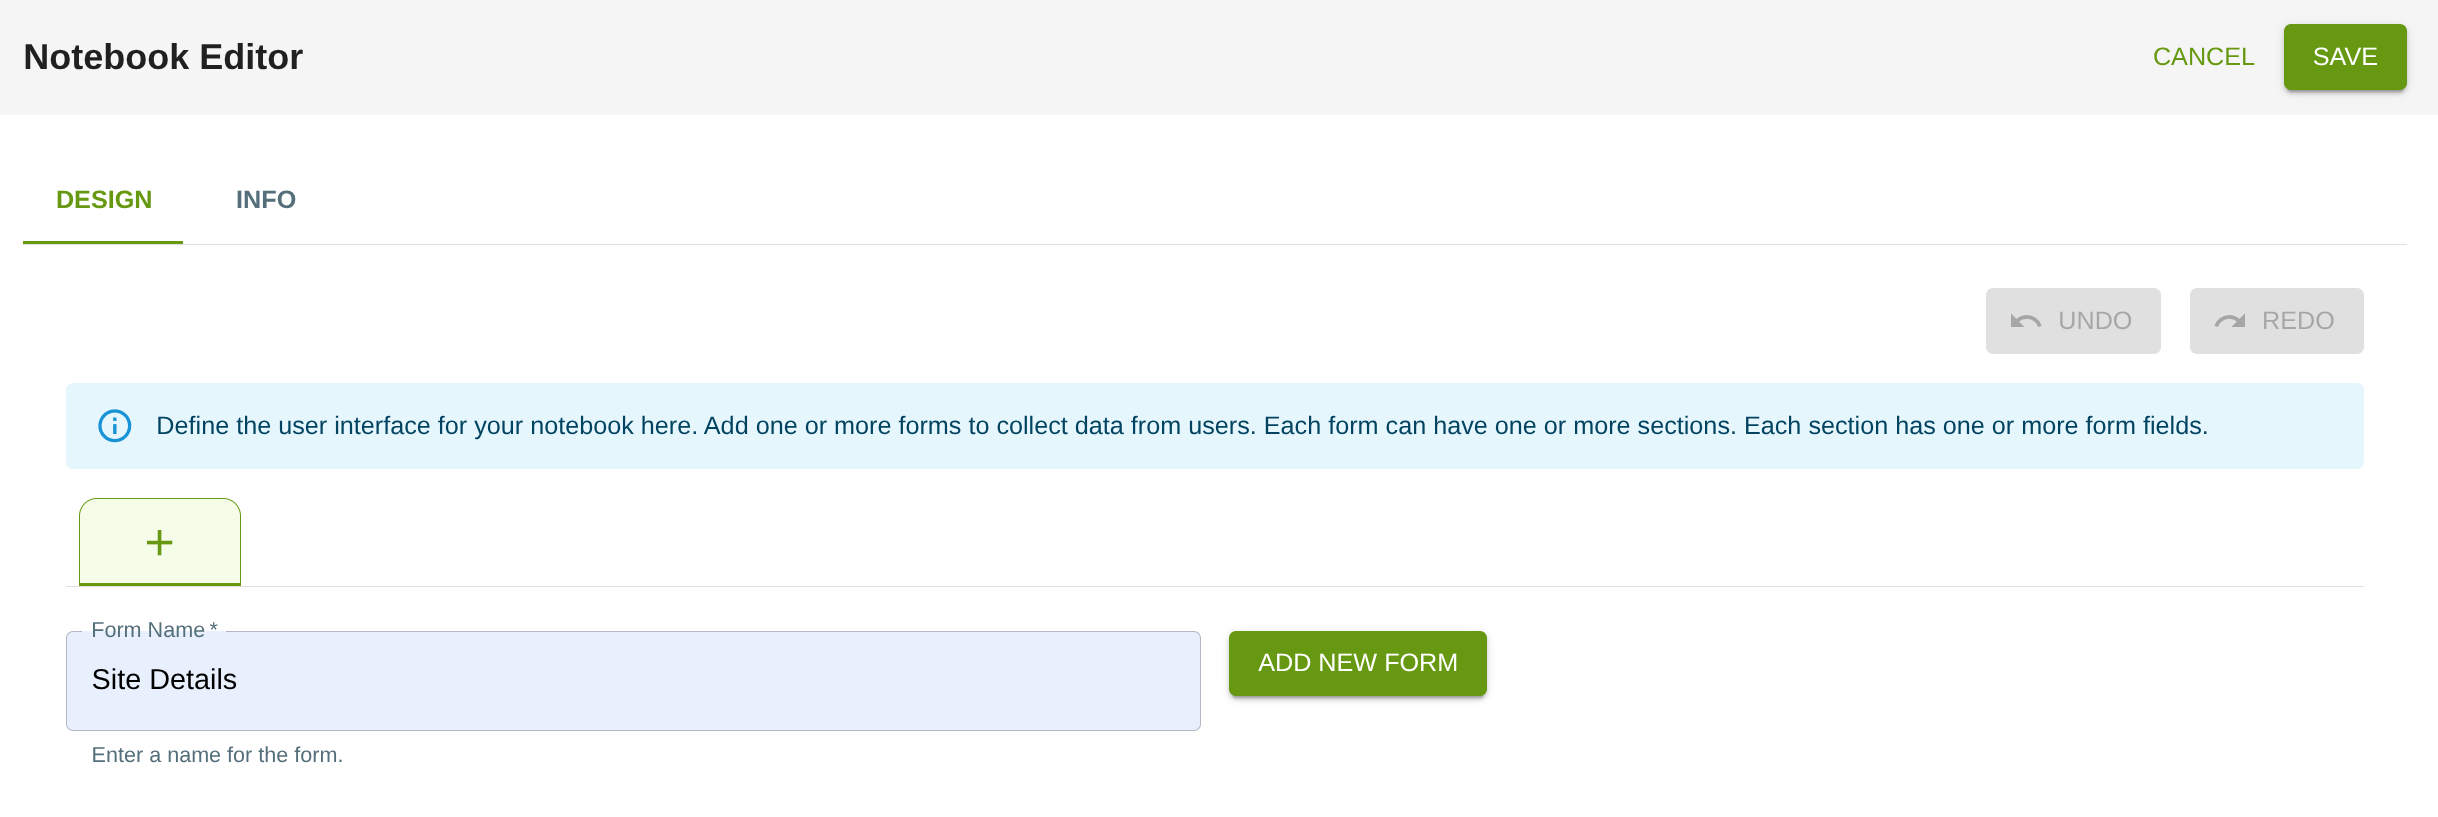 Notebook Editor
CANCEL
SAVE
DESIGN
INFO
UNDO
REDO
Define the user interface for your notebook here. Add one or more forms to collect data from users. Each form can have one or more sections. Each section has one or more form fields.
+
Form Name *
Site Details
ADD NEW FORM
Enter a name for the form.